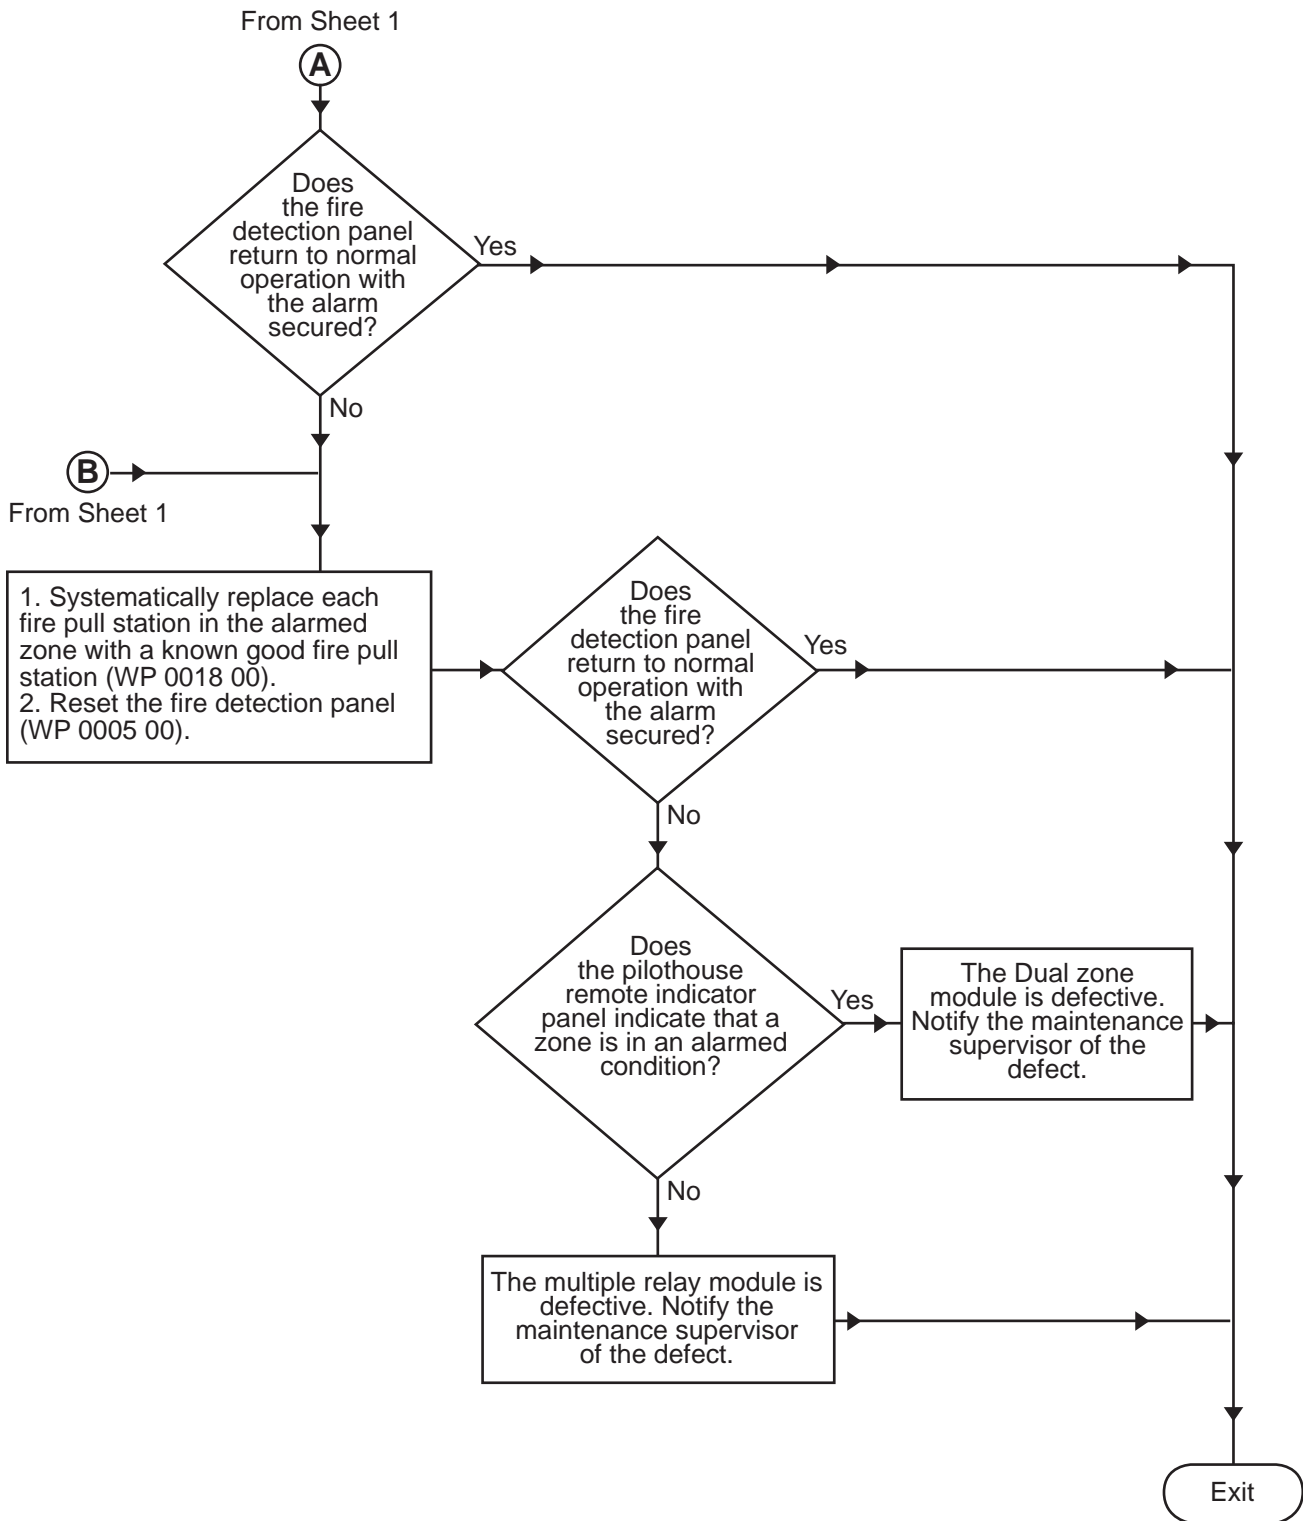 From Sheet 1
A
Does
the fire
detection panel
return to normal
operation with
the alarm
secured?
Yes
No
B
From Sheet 1
1. Systematically replace each
fire pull station in the alarmed
zone with a known good fire pull
station (WP 0018 00).
2. Reset the fire detection panel
(WP 0005 00).
Does
the fire
detection panel
return to normal
operation with
the alarm
secured?
Yes
No
Does
the pilothouse
remote indicator
panel indicate that a
zone is in an alarmed
condition?
Yes
The Dual zone
module is defective.
Notify the maintenance
supervisor of the
defect.
No
The multiple relay module is
defective. Notify the
maintenance supervisor
of the defect.
Exit